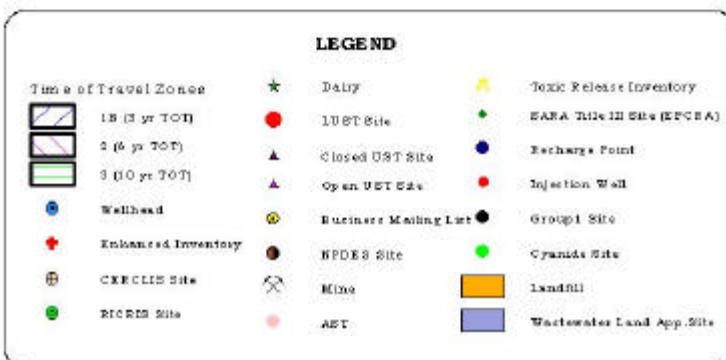 LEGEND
Time of Travel Zones
1B (3 yr TOT)
2 (6 yr TOT)
3 (10 yr TOT)
Wellhead
Enhanced Inventory
CERCLIS Site
RICRIS Site
Dairy
LUST Site
Closed UST Site
Open UST Site
Business Mailing List
NPDES Site
Mine
AST
Toxic Release Inventory
SARA Title III Site (EPCRA)
Recharge Point
Injection Well
Group1 Site
Cyanide Site
Landfill
Wastewater Land App. Site